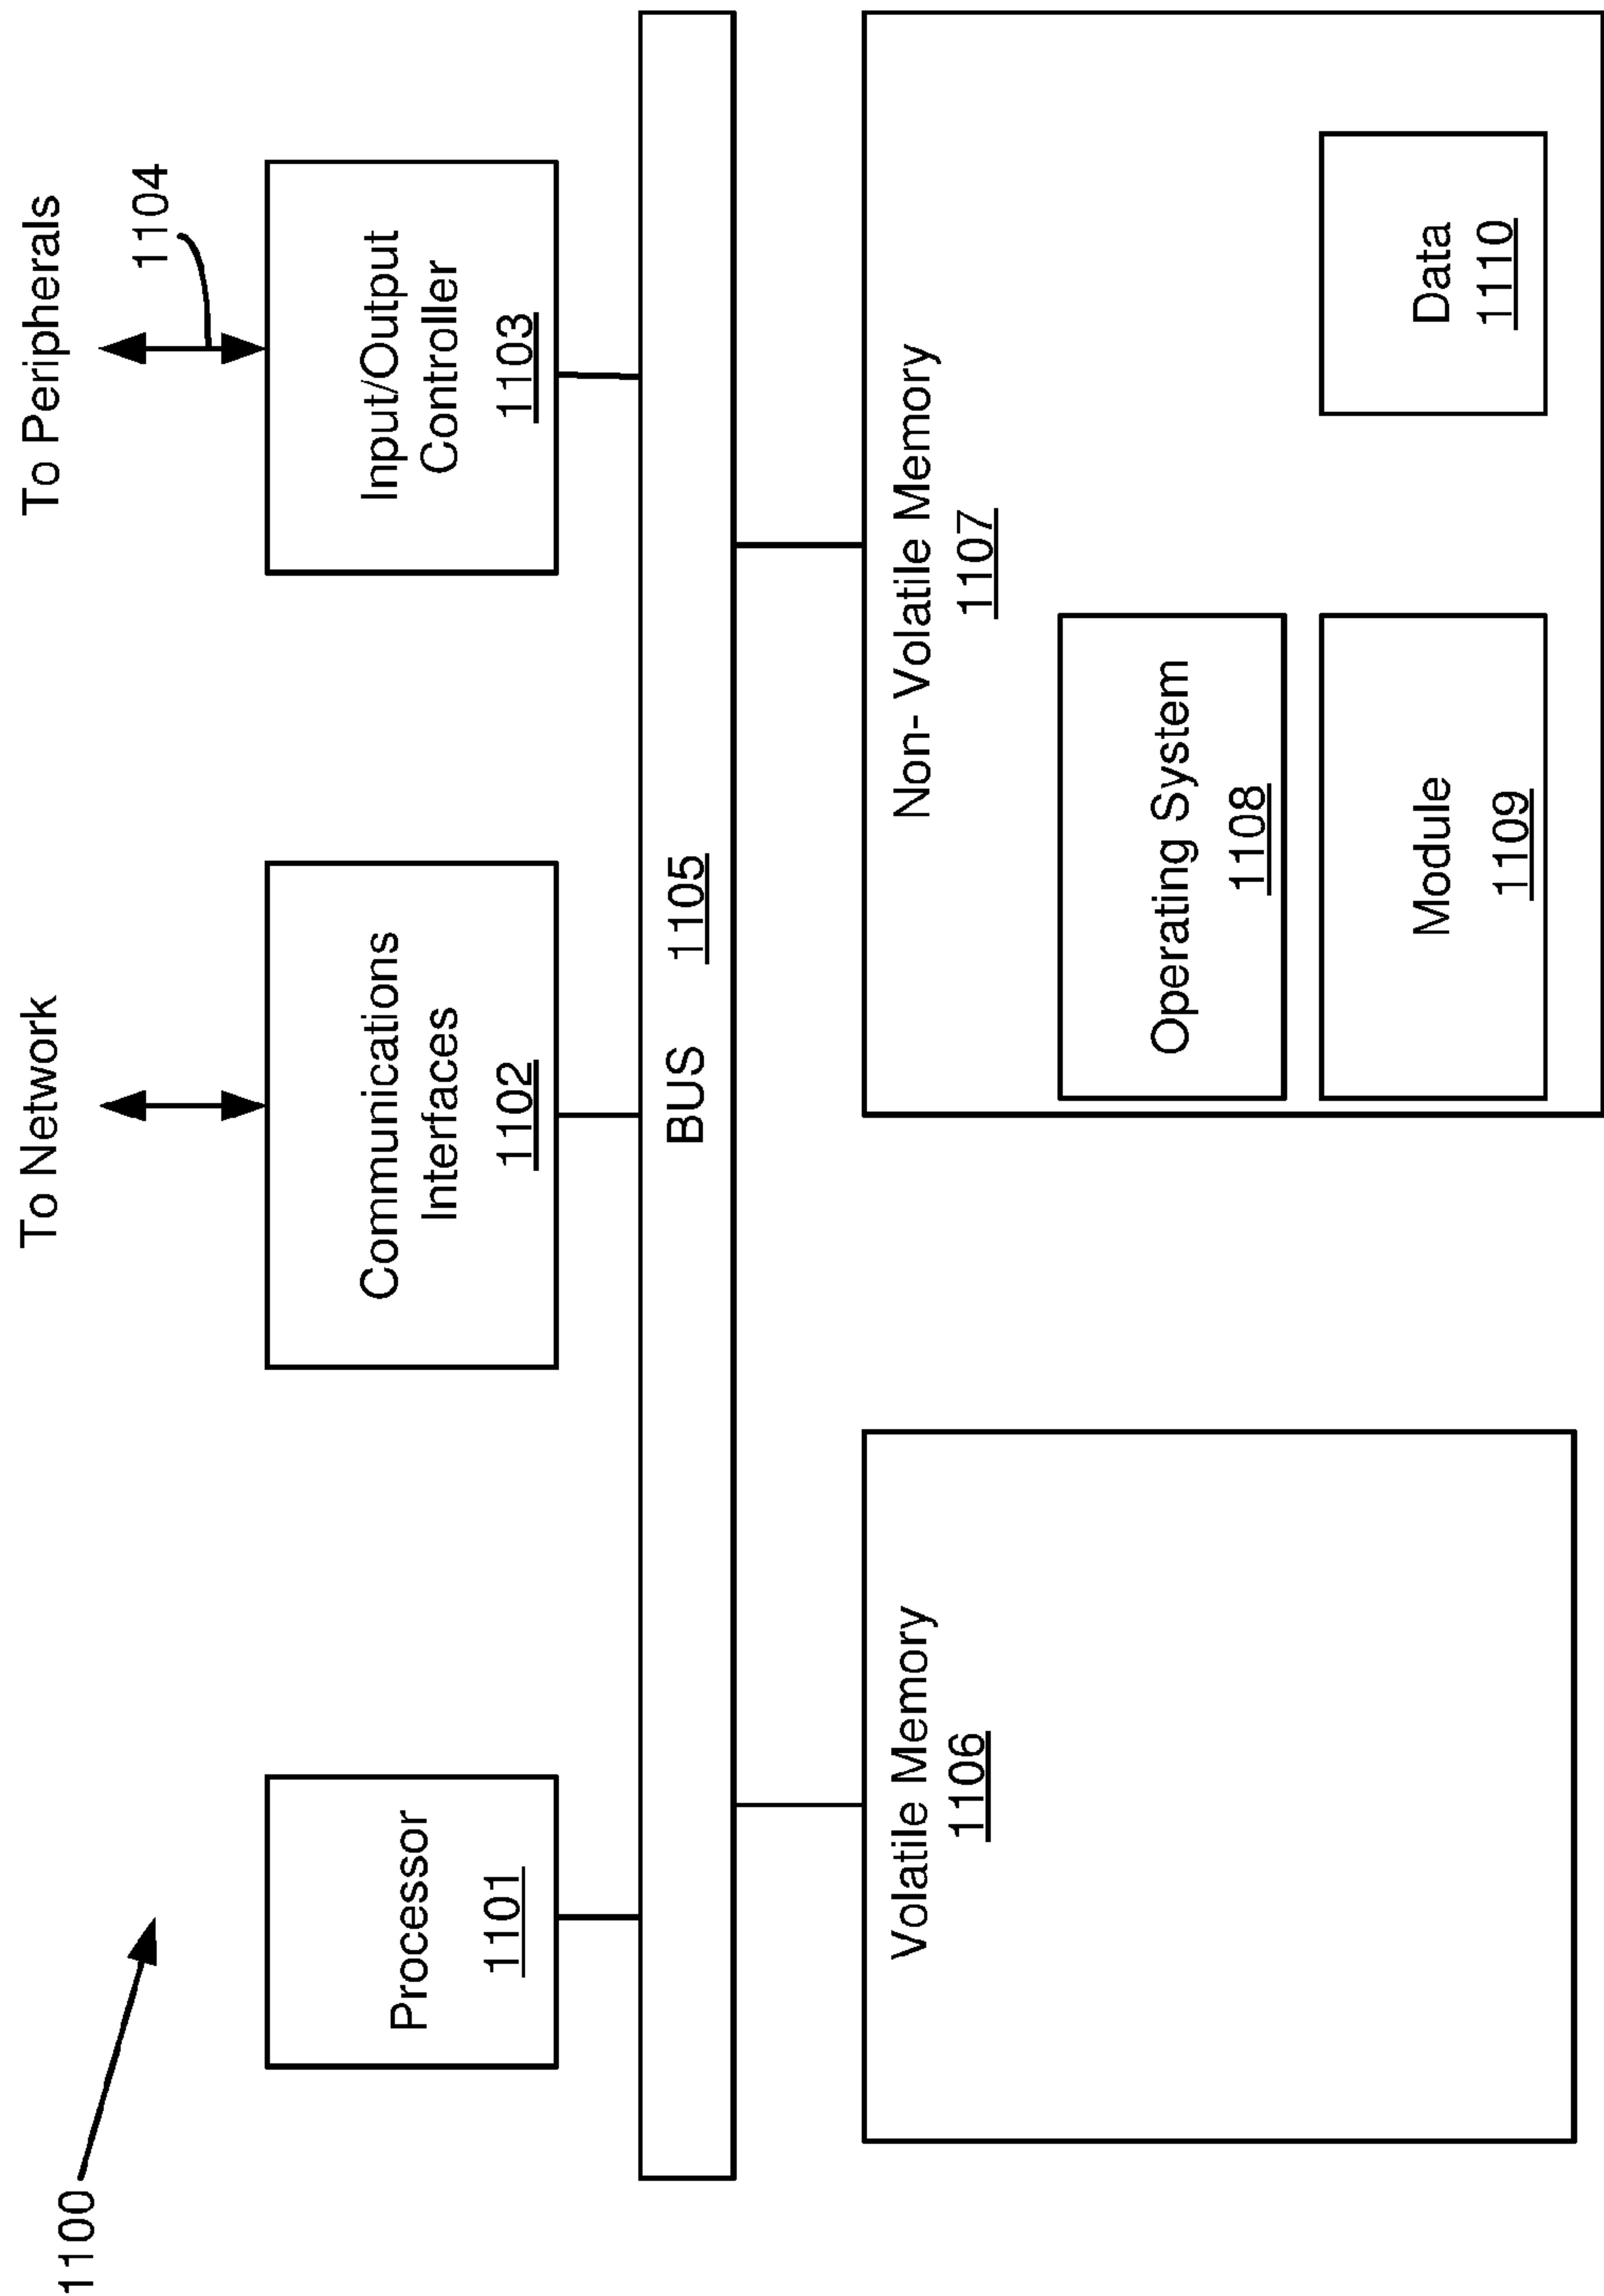 1100
To Network
To Peripherals
1104
Processor
1101
Communications
Interfaces
1102
Input/Output
Controller
1103
BUS 1105
Volatile Memory
1106
Non- Volatile Memory
1107
Operating System
1108
Module
1109
Data
1110